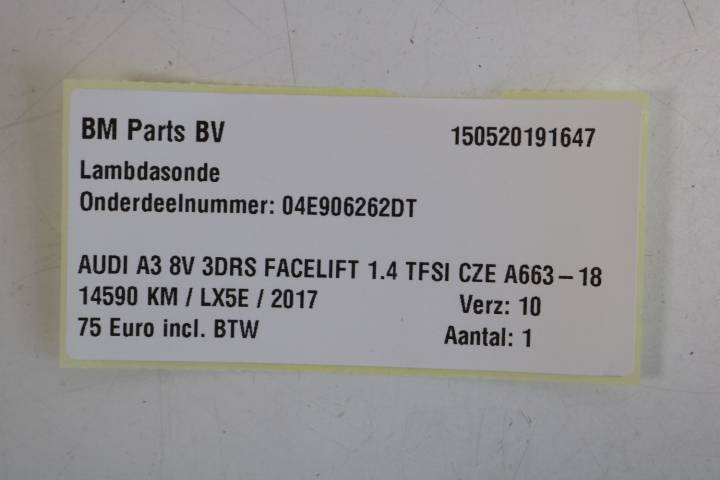 BM Parts BV 150520191647
Lambdasonde
Onderdeelnummer: 04E906262DT
AUDI A3 8V 3DRS FACELIFT 1.4 TFSI CZE A663-18
14590 KM / LX5E / 2017 Verz: 10
75 Euro incl. BTW Aantal: 1